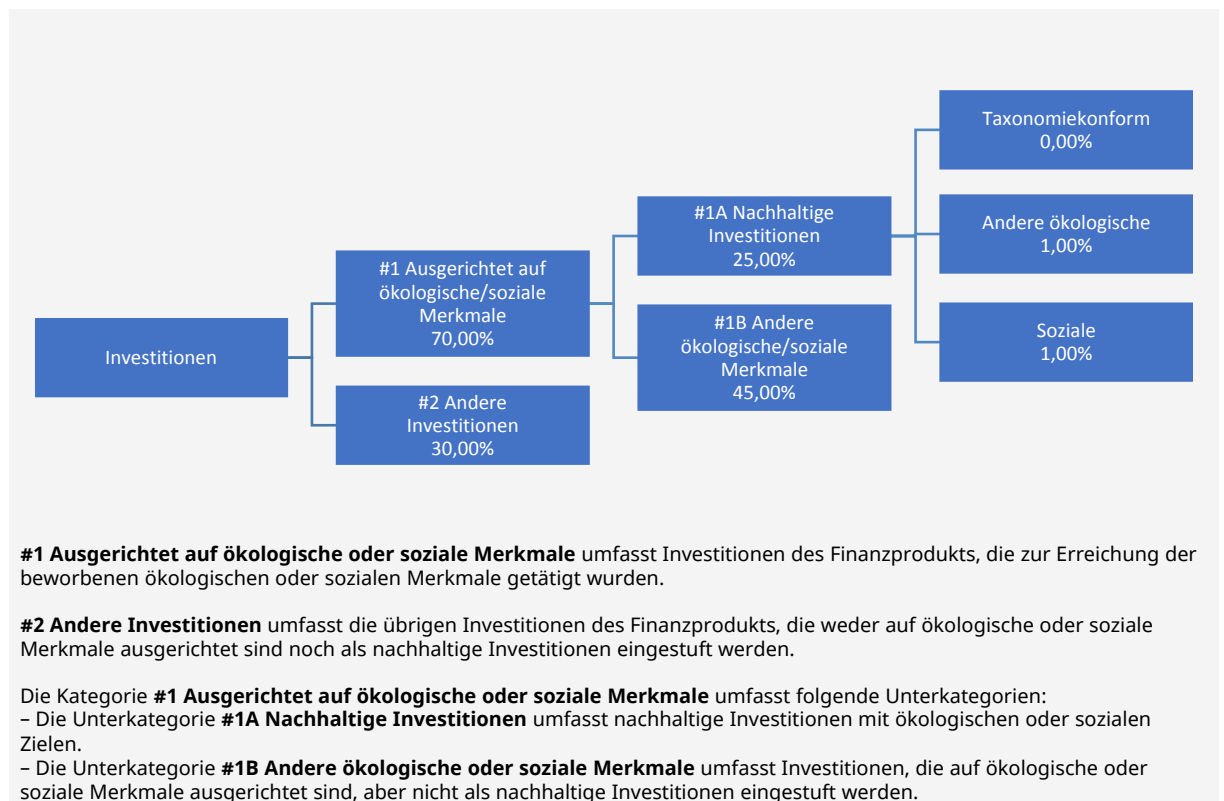 Investitionen
#1 Ausgerichtet auf
ökologische/soziale
Merkmale
70,00%
#2 Andere
Investitionen
30,00%
#1A Nachhaltige
Investitionen
25,00%
#1B Andere
ökologische/soziale
Merkmale
45,00%
Taxonomiekonform
0,00%
Andere ökologische
1,00%
Soziale
1,00%
#1 Ausgerichtet auf ökologische oder soziale Merkmale umfasst Investitionen des Finanzprodukts, die zur Erreichung der
beworbenen ökologischen oder sozialen Merkmale getätigt wurden.
#2 Andere Investitionen umfasst die übrigen Investitionen des Finanzprodukts, die weder auf ökologische oder soziale
Merkmale ausgerichtet sind noch als nachhaltige Investitionen eingestuft werden.
Die Kategorie #1 Ausgerichtet auf ökologische oder soziale Merkmale umfasst folgende Unterkategorien:
– Die Unterkategorie #1A Nachhaltige Investitionen umfasst nachhaltige Investitionen mit ökologischen oder sozialen
Zielen.
– Die Unterkategorie #1B Andere ökologische oder soziale Merkmale umfasst Investitionen, die auf ökologische oder
soziale Merkmale ausgerichtet sind, aber nicht als nachhaltige Investitionen eingestuft werden.